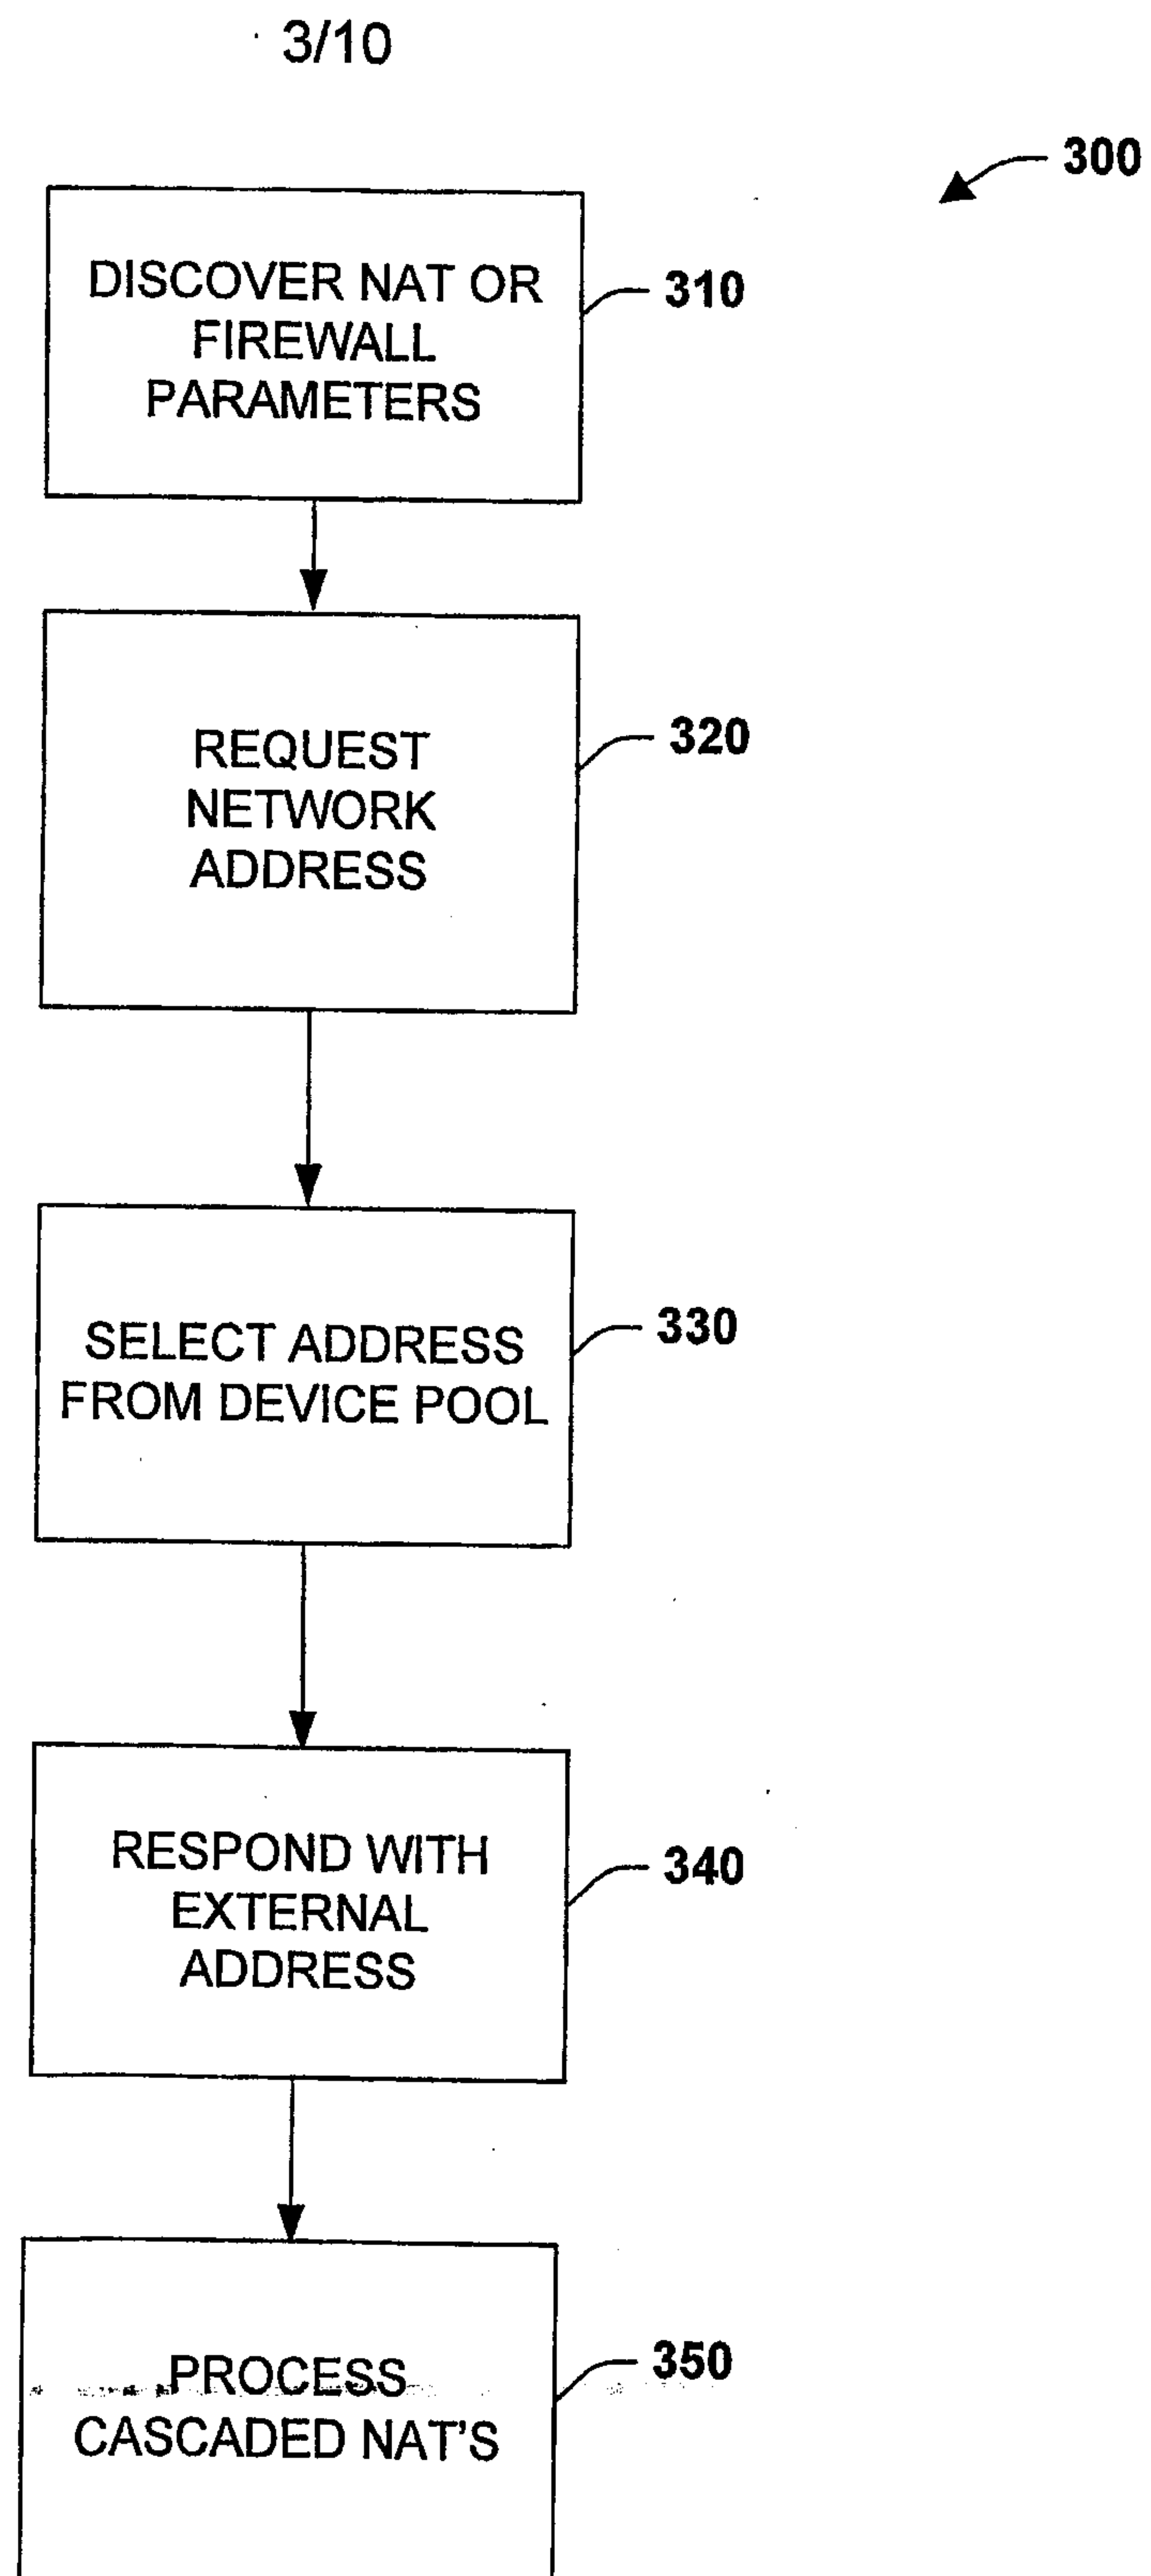 3/10
300
DISCOVER NAT OR
FIREWALL
PARAMETERS
310
REQUEST
NETWORK
ADDRESS
320
SELECT ADDRESS
FROM DEVICE POOL
330
RESPOND WITH
EXTERNAL
ADDRESS
340
PROCESS
CASCADED NAT'S
350